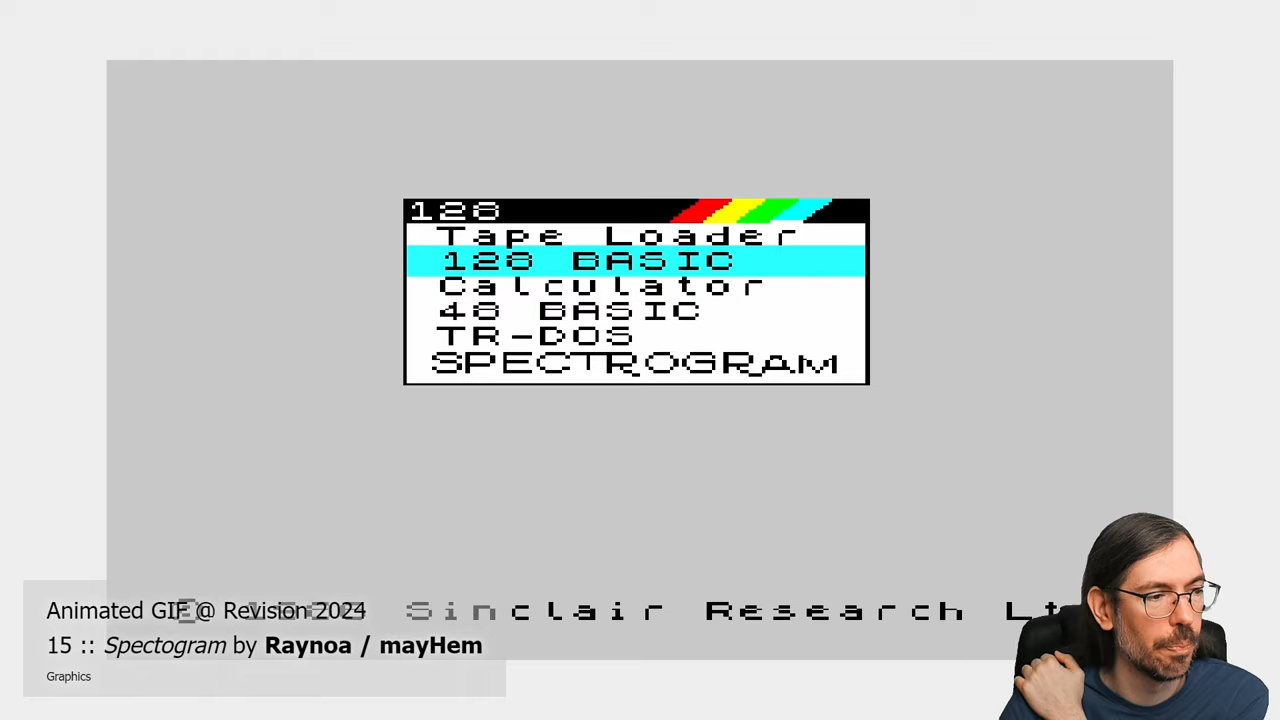 128
Tape Loader
128 BASIC
Calculator
48 BASIC
TR-DOS
SPECTROGRAM
Sinclair Research
Animated GIF @ Revision 2024
15 :: Spectogram by Raynoa / mayHem
Graphics